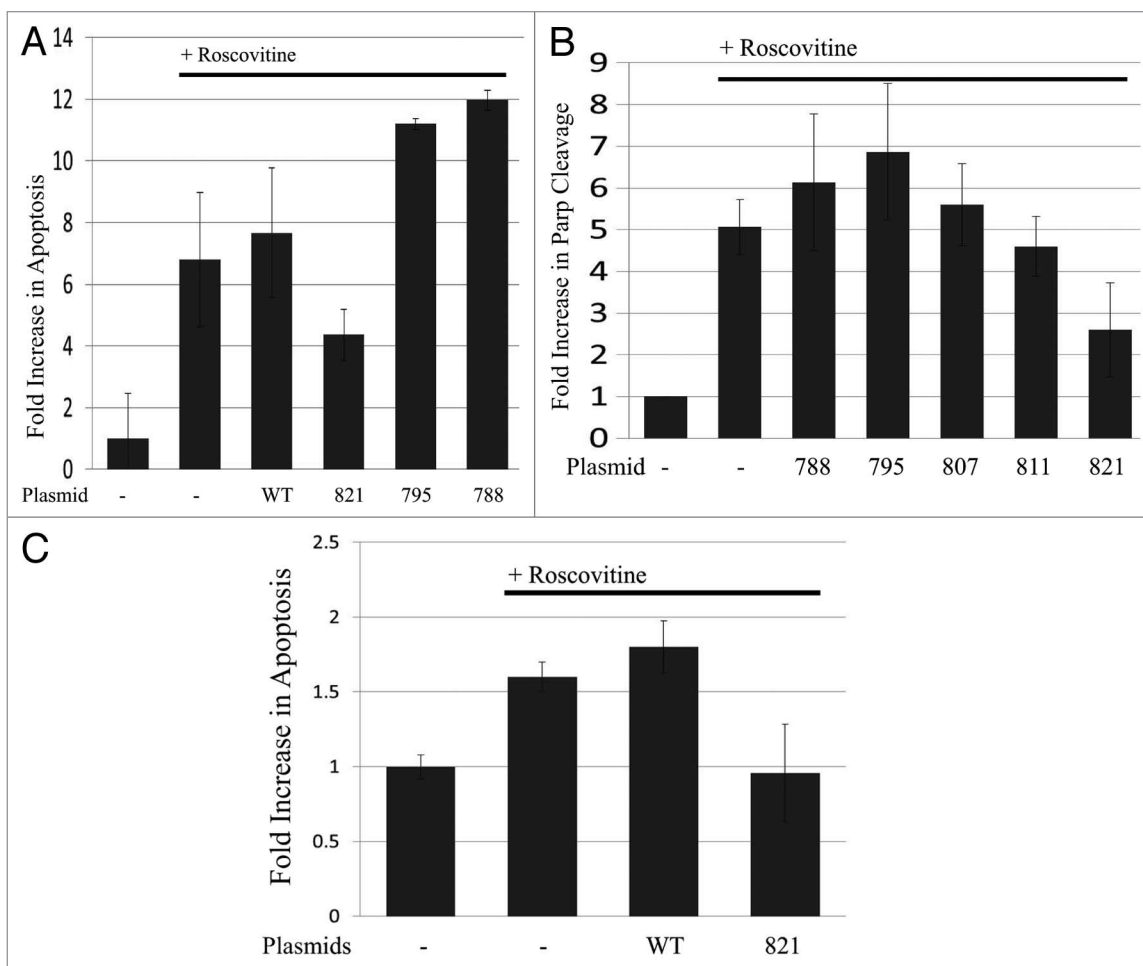 A
+ Roscovitine
Fold Increase in Apoptosis
14
12
10
8
6
4
2
0
Plasmid - - WT 821 795 788
B
+ Roscovitine
Fold Increase in Parp Cleavage
9
8
7
6
5
4
3
2
1
0
Plasmid - - 788 795 807 811 821
C
+ Roscovitine
Fold Increase in Apoptosis
2.5
2
1.5
1
0.5
0
Plasmids - - WT 821